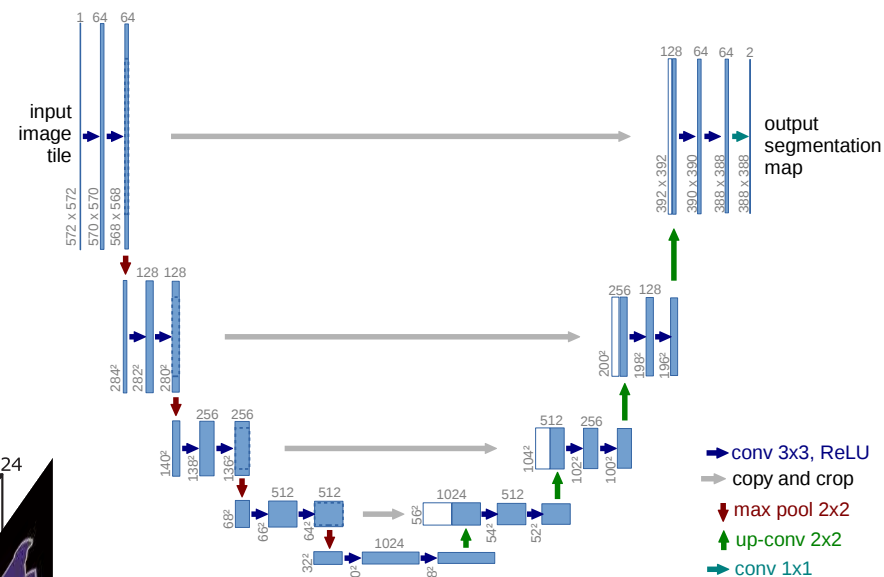 1 64 64
128 64 64 2
input
image
tile
output
segmentation
map
572 x 572
570 x 570
568 x 568
392 x 392
390 x 390
388 x 388
388 x 388
128 128
256 128
284²
282²
280²
200²
198²
196²
256 256
512 256
140²
138²
136²
104²
102²
100²
512 512
1024 512
68²
66²
64²
56²
54²
52²
1024
32²
24
conv 3x3, ReLU
copy and crop
max pool 2x2
up-conv 2x2
conv 1x1